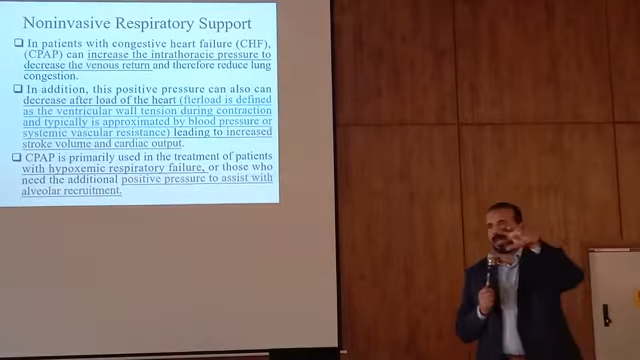 Noninvasive Respiratory Support
In patients with congestive heart failure (CHF),
(CPAP) can increase the intrathoracic pressure to
decrease the venous return and therefore reduce lung
congestion.
In addition, this positive pressure can also can
decrease after load of the heart (fterload is defined
as the ventricular wall tension during contraction
and typically is approximated by blood pressure or
systemic vascular resistance) leading to increased
stroke volume and cardiac output.
CPAP is primarily used in the treatment of patients
with hypoxemic respiratory failure, or those who
need the additional positive pressure to assist with
alveolar recruitment.